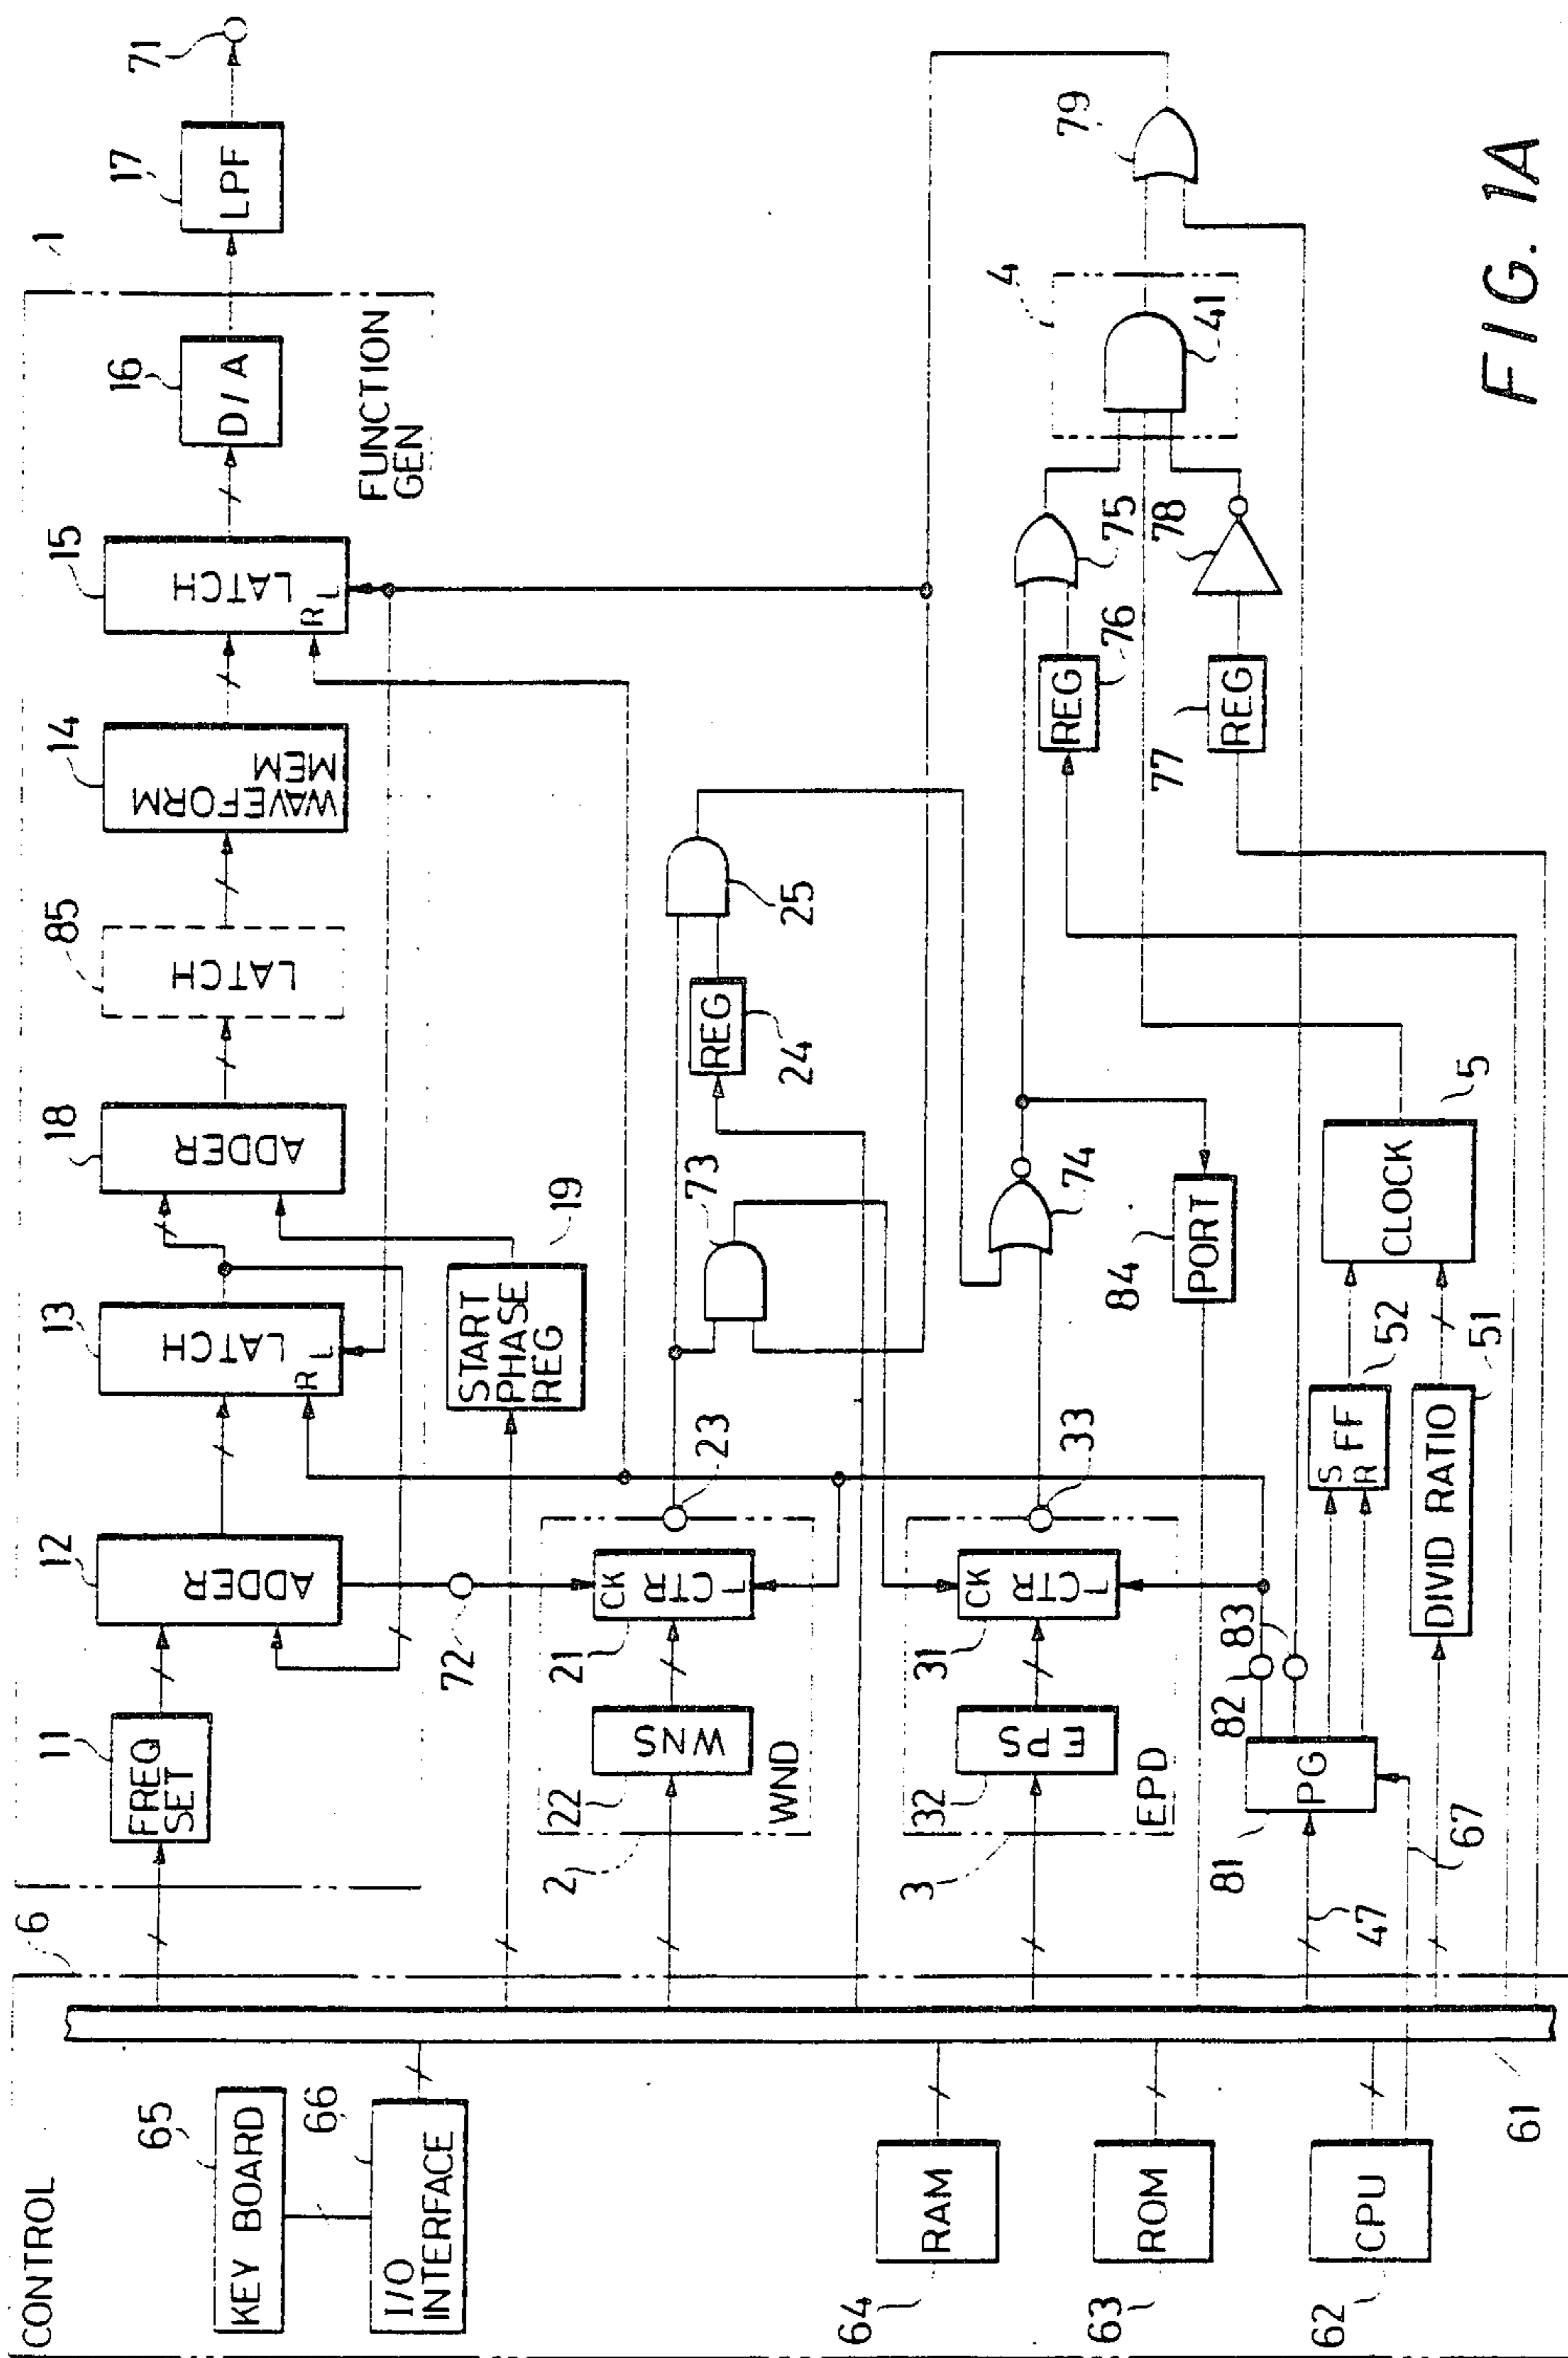 CONTROL
6
65
KEY BOARD
66
I/O
INTERFACE
64
RAM
63
ROM
62
CPU
61
67
47
1
FUNCTION
GEN
11
FREQ
SET
12
ADDER
13
LATCH
R
L
18
ADDER
85
LATCH
14
WAVEFORM
MEM
15
LATCH
R
L
16
D/A
17
LPF
71
72
19
START
PHASE
REG
2
22
WNS
21
CK
CTR
L
WND
23
73
REG
24
25
3
32
EPS
31
CK
CTR
L
EPD
33
74
84
PORT
75
REG
76
77
REG
78
4
41
79
81
PG
82
83
S
R
FF
52
DIVID RATIO
51
CLOCK
5
FIG. 1A